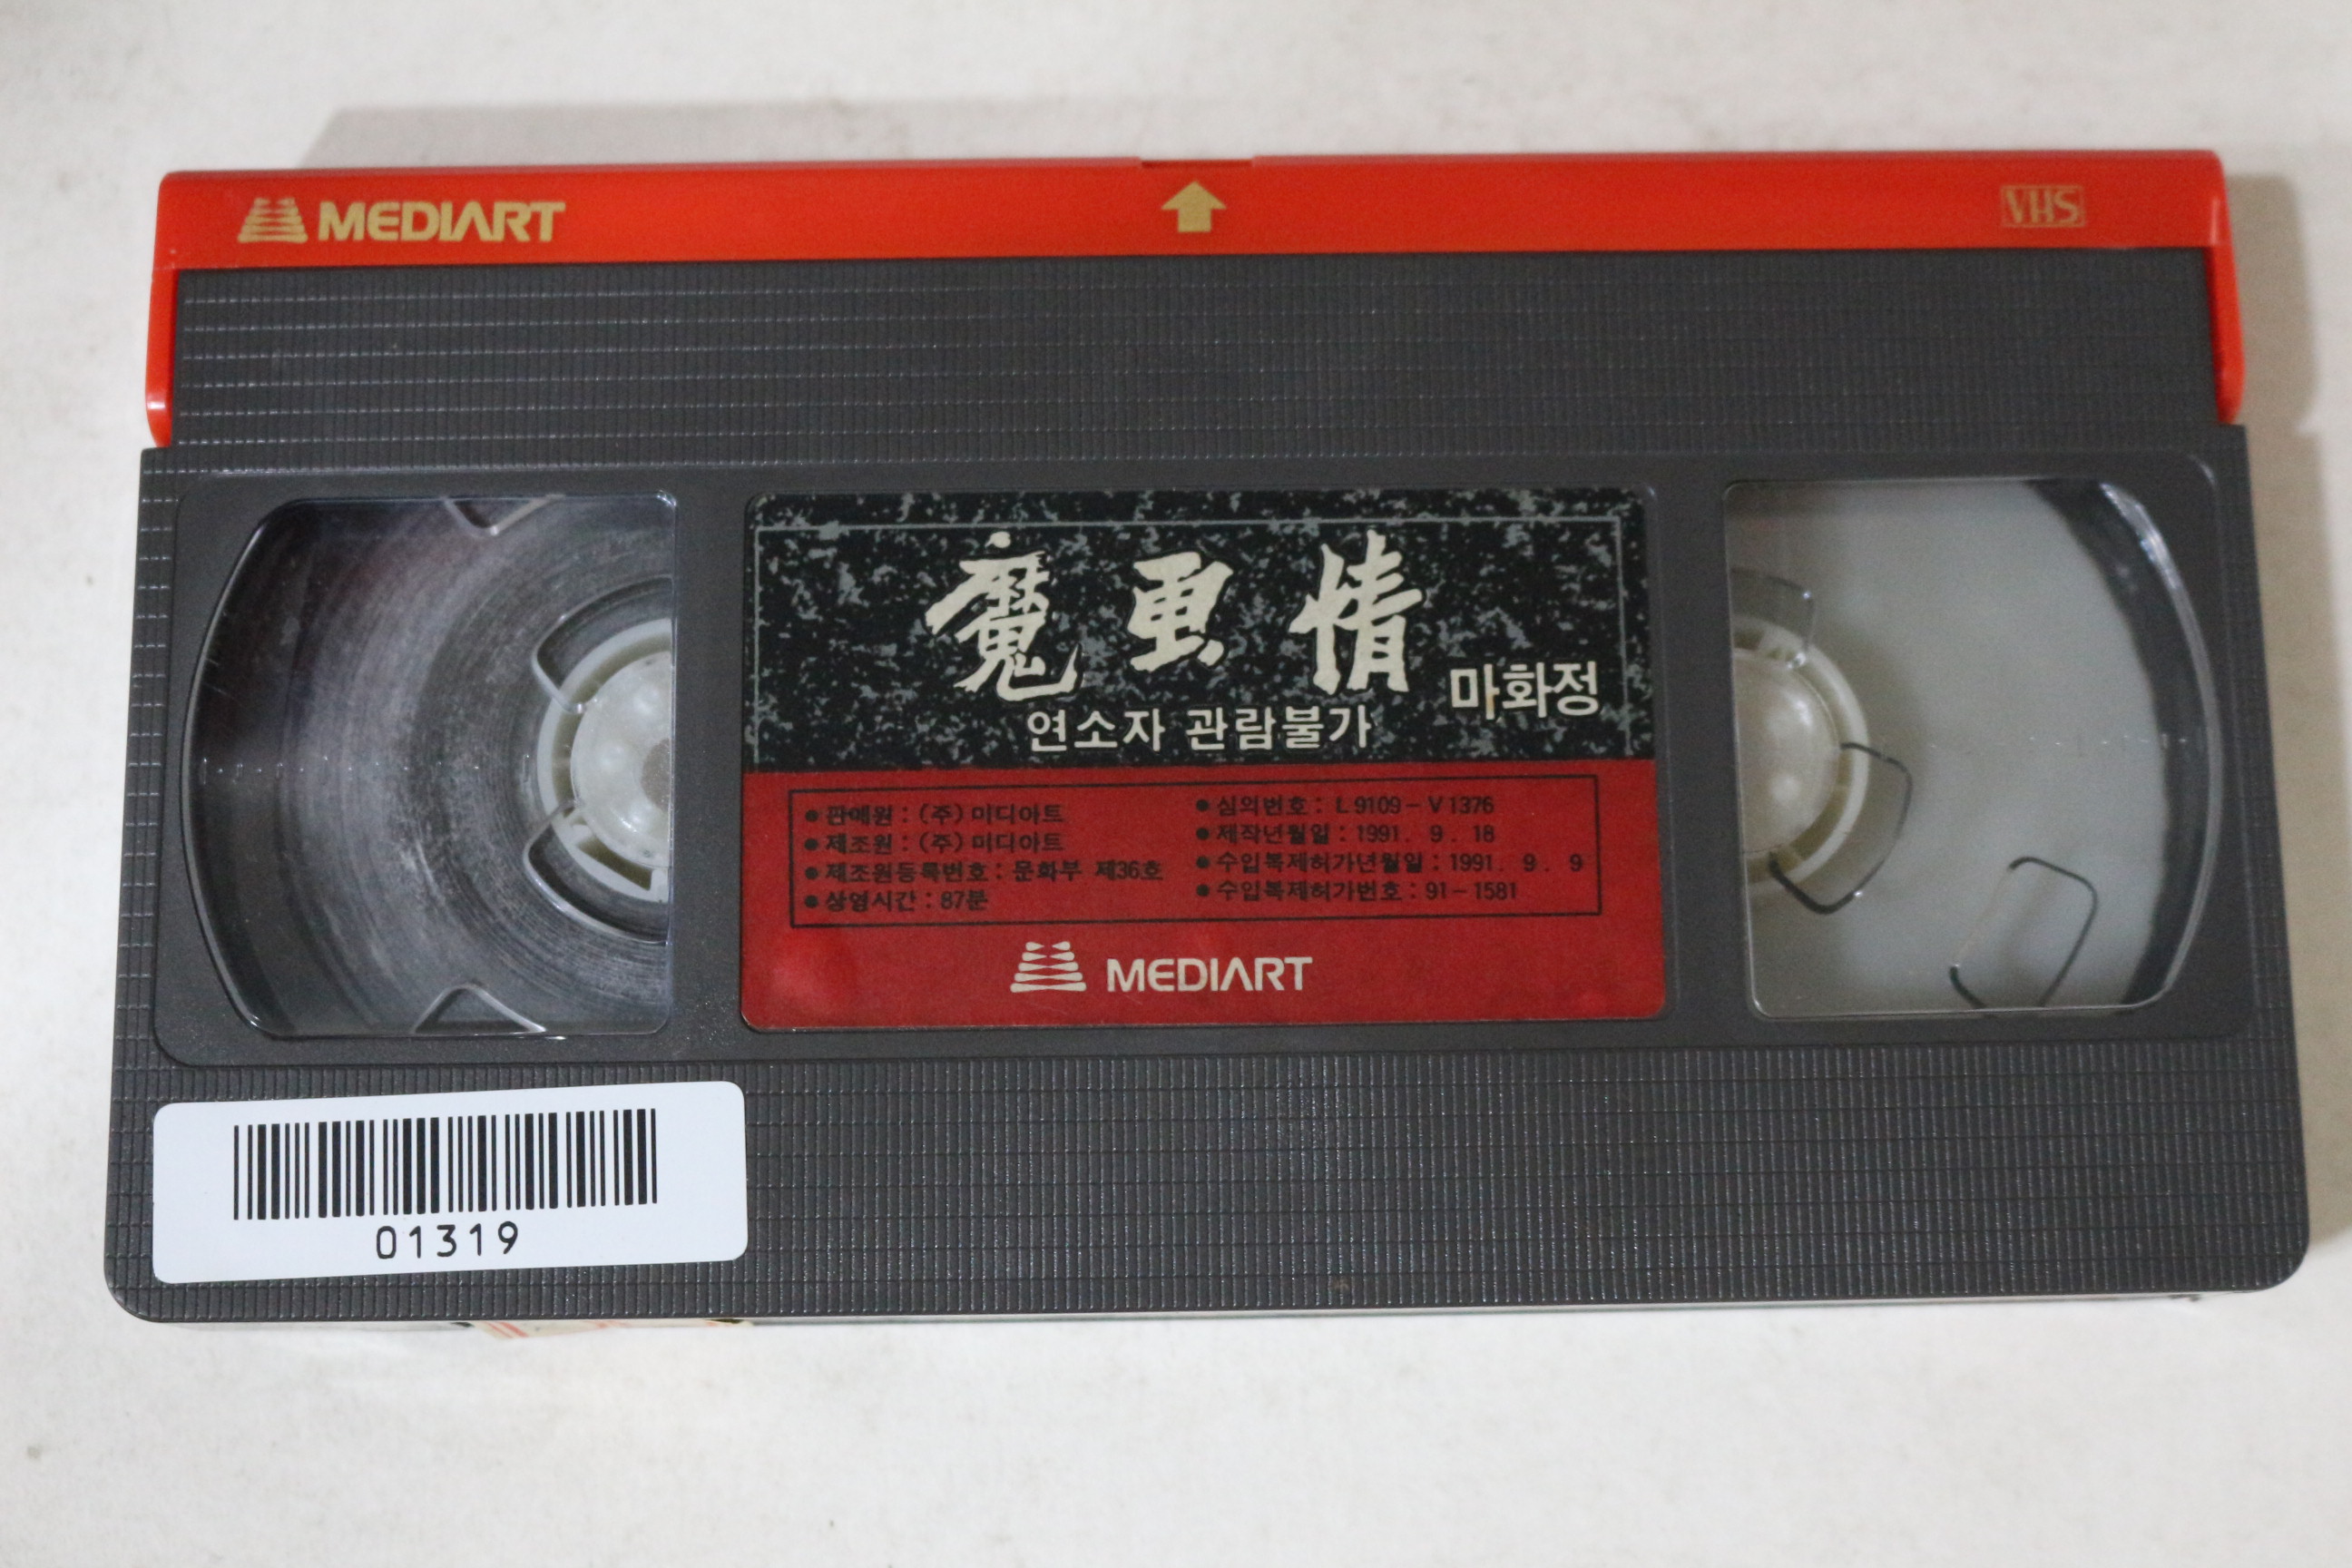 MEDIART
VHS
魔畫情
마화정
연소자 관람불가
● 판매원 : (주) 미디아트
● 제조원 : (주) 미디아트
● 제조원등록번호 : 문화부 제36호
● 상영시간 : 87분
● 심의번호 : L 9109 - V 1376
● 제작년월일 : 1991. 9. 18
● 수입복제허가년월일 : 1991. 9. 9
● 수입복제허가번호 : 91 - 1581
MEDIART
01319